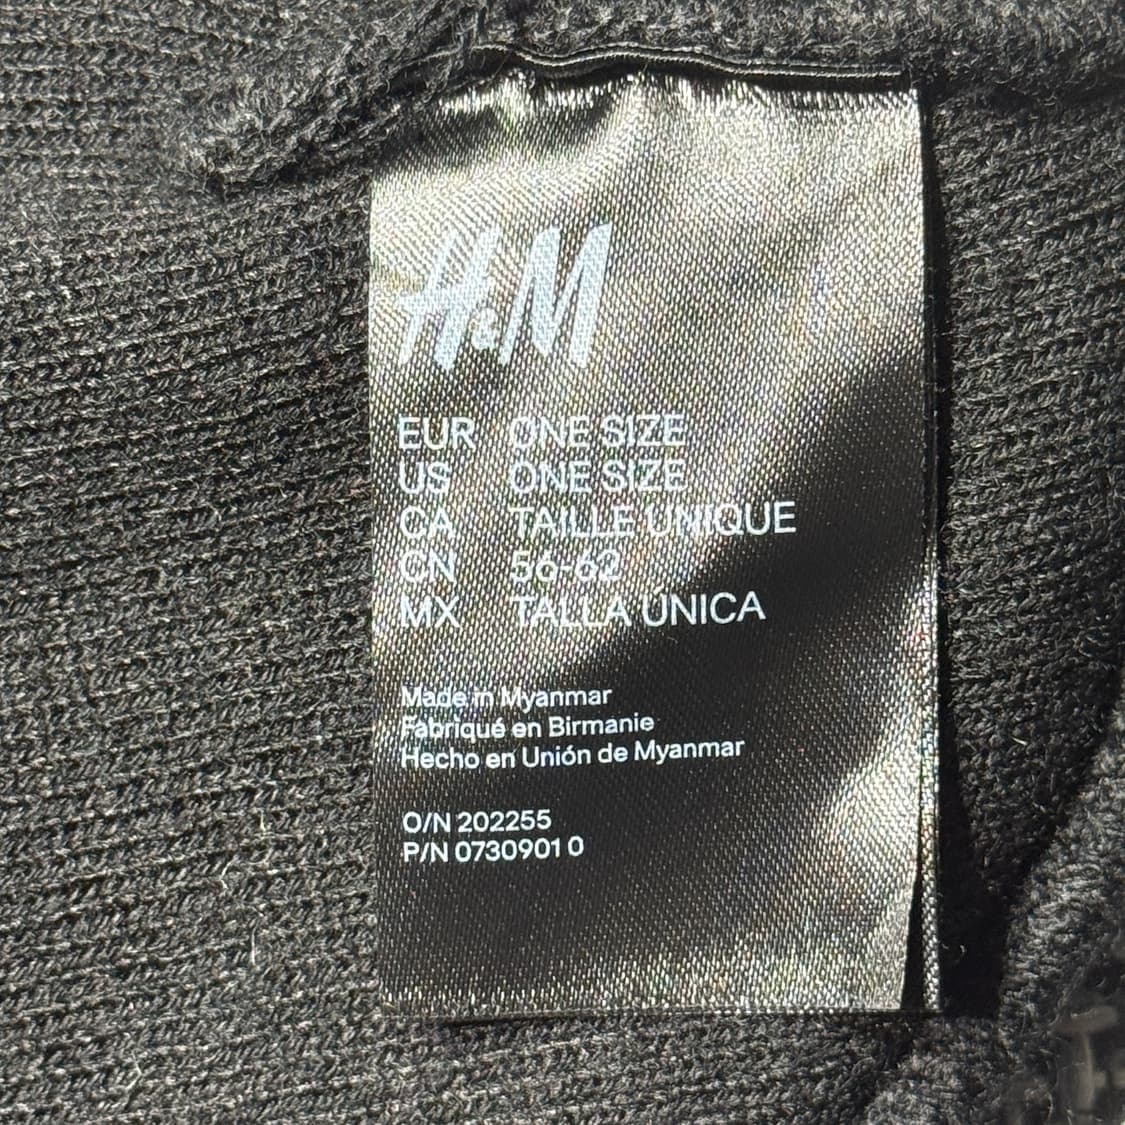 H&M
EUR ONE SIZE
US ONE SIZE
CA TAILLE UNIQUE
CN 56-62
MX TALLA UNICA
Made in Myanmar
Fabriqué en Birmanie
Hecho en Unión de Myanmar
O/N 202255
P/N 0730901 0